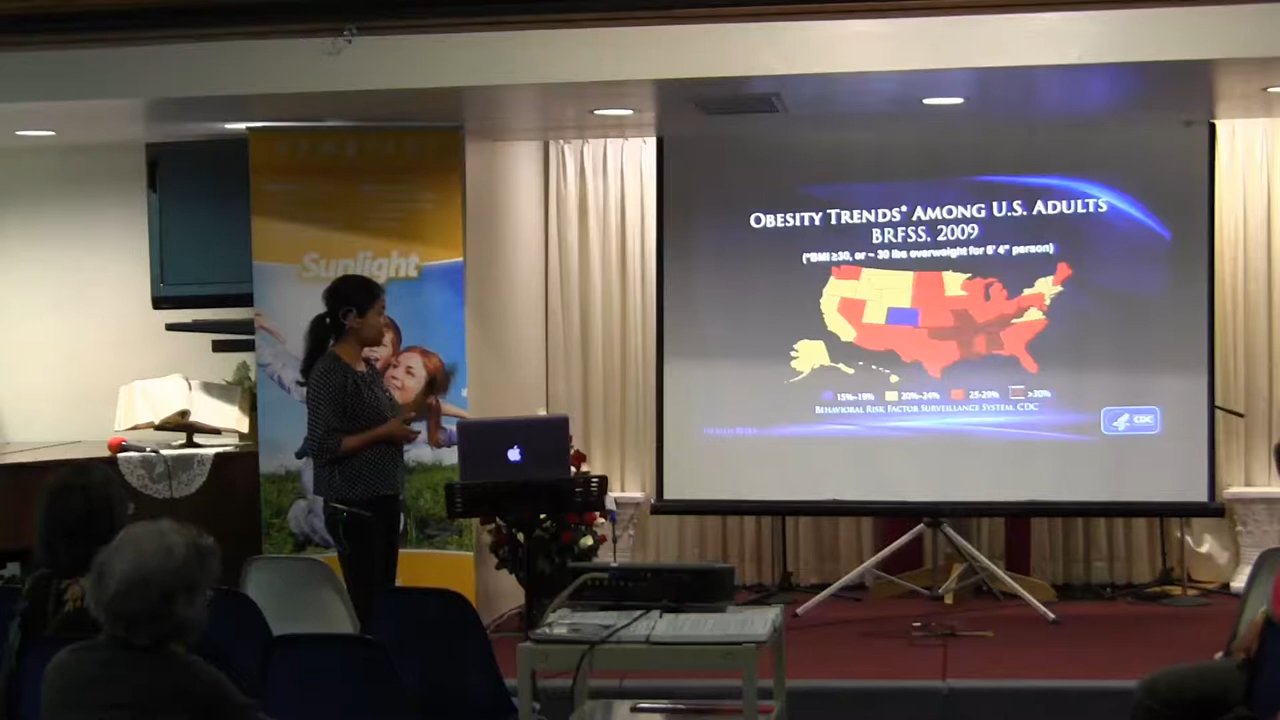 Sunlight
OBESITY TRENDS* AMONG U.S. ADULTS
BRFSS, 2009
(*BMI ≥30, or ~ 30 lbs overweight for 5' 4" person)
15%-19% 20%-24% 25-29% >30%
BEHAVIORAL RISK FACTOR SURVEILLANCE SYSTEM, CDC
CDC